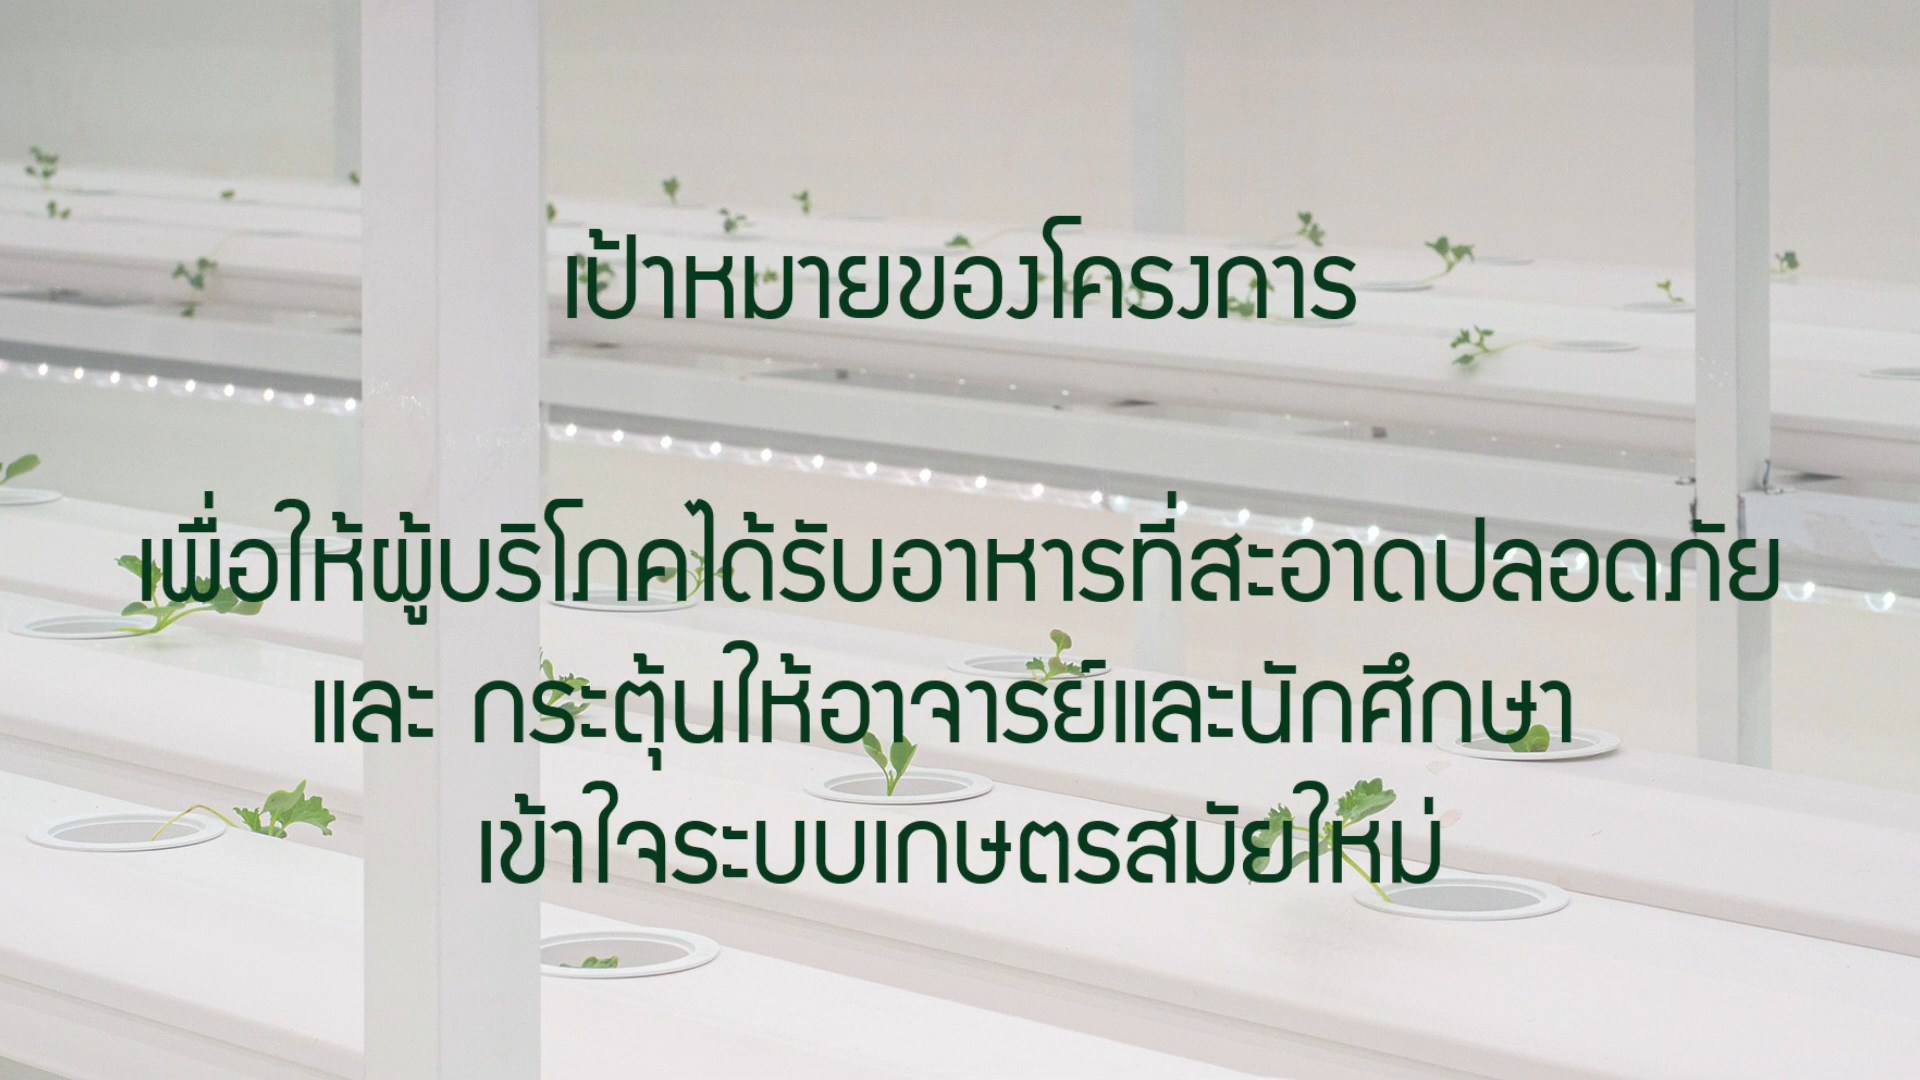 เป้าหมายของโครงการ
เพื่อให้ผู้บริโภคได้รับอาหารที่สะอาดปลอดภัย
และ กระตุ้นให้อาจารย์และนักศึกษา
เข้าใจระบบเกษตรสมัยใหม่